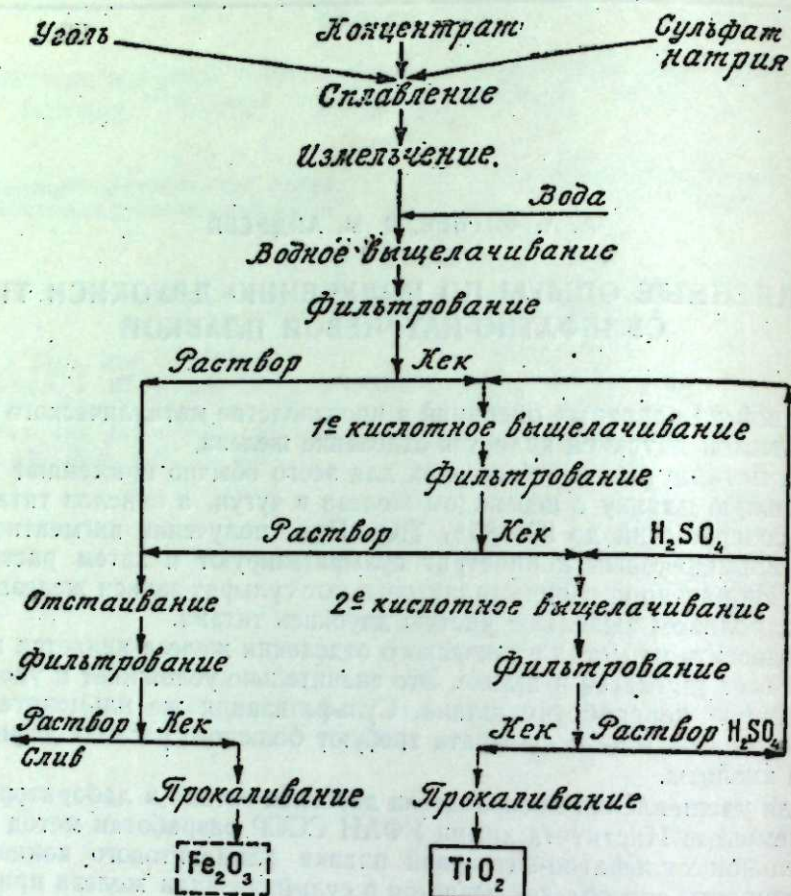 Уголь Концентрат Сульфат
натрия
Сплавление
Измельчение.
Вода
Водное выщелачивание
Фильтрование
Раствор Кек
1е кислотное выщелачивание
Фильтрование
Раствор Кек H₂SO₄
Отстаивание 2е кислотное выщелачивание
Фильтрование Фильтрование
Раствор Кек Кек Раствор H₂SO₄
Слив
Прокаливание Прокаливание
Fe₂O₃ TiO₂